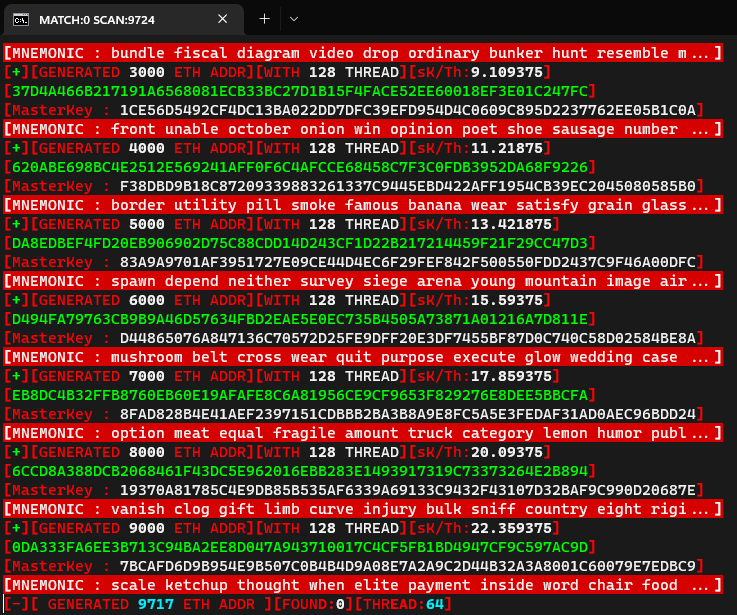 MATCH:0 SCAN:9724
[MNEMONIC : bundle fiscal diagram video drop ordinary bunker hunt resemble m...]
[+][GENERATED 3000 ETH ADDR][WITH 128 THREAD][sK/Th:9.109375]
[37D4A466B217191A6568081ECB33BC27D1B15F4FACE52EE60018EF3E01C247FC]
[MasterKey : 1CE56D5492CF4DC13BA022DD7DFC39EFD954D4C0609C895D2237762EE05B1C0A]
[MNEMONIC : front unable october onion win opinion poet shoe sausage number ...]
[+][GENERATED 4000 ETH ADDR][WITH 128 THREAD][sK/Th:11.21875]
[620ABE698BC4E2512E569241AFF0F6C4AFCCE68458C7F3C0FDB3952DA68F9226]
[MasterKey : F38DBD9B18C87209339883261337C9445EBD422AFF1954CB39EC2045080585B0]
[MNEMONIC : border utility pill smoke famous banana wear satisfy grain glass...]
[+][GENERATED 5000 ETH ADDR][WITH 128 THREAD][sK/Th:13.421875]
[DA8EDBEF4FD20EB906902D75C88CDD14D243CF1D22B217214459F21F29CC47D3]
[MasterKey : 83A9A9701AF3951727E09CE44D4EC6F29FEF842F500550FDD2437C9F46A00DFC]
[MNEMONIC : spawn depend neither survey siege arena young mountain image air...]
[+][GENERATED 6000 ETH ADDR][WITH 128 THREAD][sK/Th:15.59375]
[D494FA79763CB9B9A46D57634FBD2EAE5E0EC735B4505A73871A01216A7D811E]
[MasterKey : D44865076A847136C70572D25FE9DFF20E3DF7455BF87D0C740C58D02584BE8A]
[MNEMONIC : mushroom belt cross wear quit purpose execute glow wedding case ...]
[+][GENERATED 7000 ETH ADDR][WITH 128 THREAD][sK/Th:17.859375]
[EB8DC4B32FFB8760EB60E19AFAFE8C6A81956CE9CF9653F829276E8DEE5BBCFA]
[MasterKey : 8FAD828B4E41AEF2397151CDBBB2BA3B8A9E8FC5A5E3FEDAF31AD0AEC96BDD24]
[MNEMONIC : option meat equal fragile amount truck category lemon humor publ...]
[+][GENERATED 8000 ETH ADDR][WITH 128 THREAD][sK/Th:20.09375]
[6CCD8A388DCB2068461F43DC5E962016EBB283E1493917319C73373264E2B894]
[MasterKey : 19370A81785C4E9DB85B535AF6339A69133C9432F43107D32BAF9C990D20687E]
[MNEMONIC : vanish clog gift limb curve injury bulk sniff country eight rigi...]
[+][GENERATED 9000 ETH ADDR][WITH 128 THREAD][sK/Th:22.359375]
[0DA333FA6EE3B713C94BA2EE8D047A943710017C4CF5FB1BD4947CF9C597AC9D]
[MasterKey : 7BCAFD6D9B954E9B507C0B4B4D9A08E7A2A9C2D44B32A3A8001C60079E7EDBC9]
[MNEMONIC : scale ketchup thought when elite payment inside word chair food ...]
[-][ GENERATED 9717 ETH ADDR ][FOUND:0][THREAD:64]